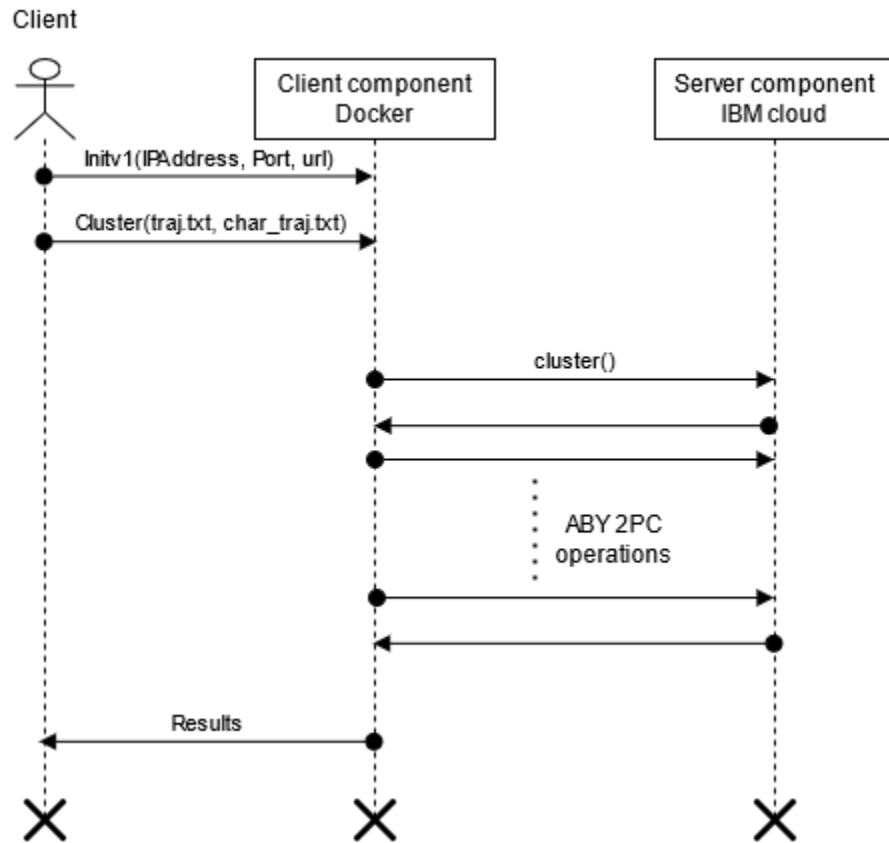 Client
Client component
Docker
Server component
IBM cloud
Initv1(IPAddress, Port, url)
Cluster(traj.txt, char_traj.txt)
cluster()
ABY 2PC
operations
Results